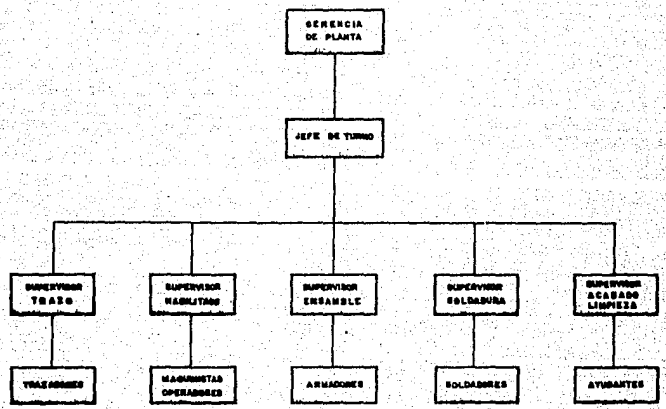 GERENCIA
DE PLANTA
JEFE DE TURNO
SUPERVISOR
TRAZO
SUPERVISOR
HABILITADO
SUPERVISOR
ENSAMBLE
SUPERVISOR
SOLDADURA
SUPERVISOR
ACABADO
LIMPIEZA
TRAZADORES
MAQUINISTAS
OPERADORES
ARMADORES
SOLDADORES
AYUDANTES